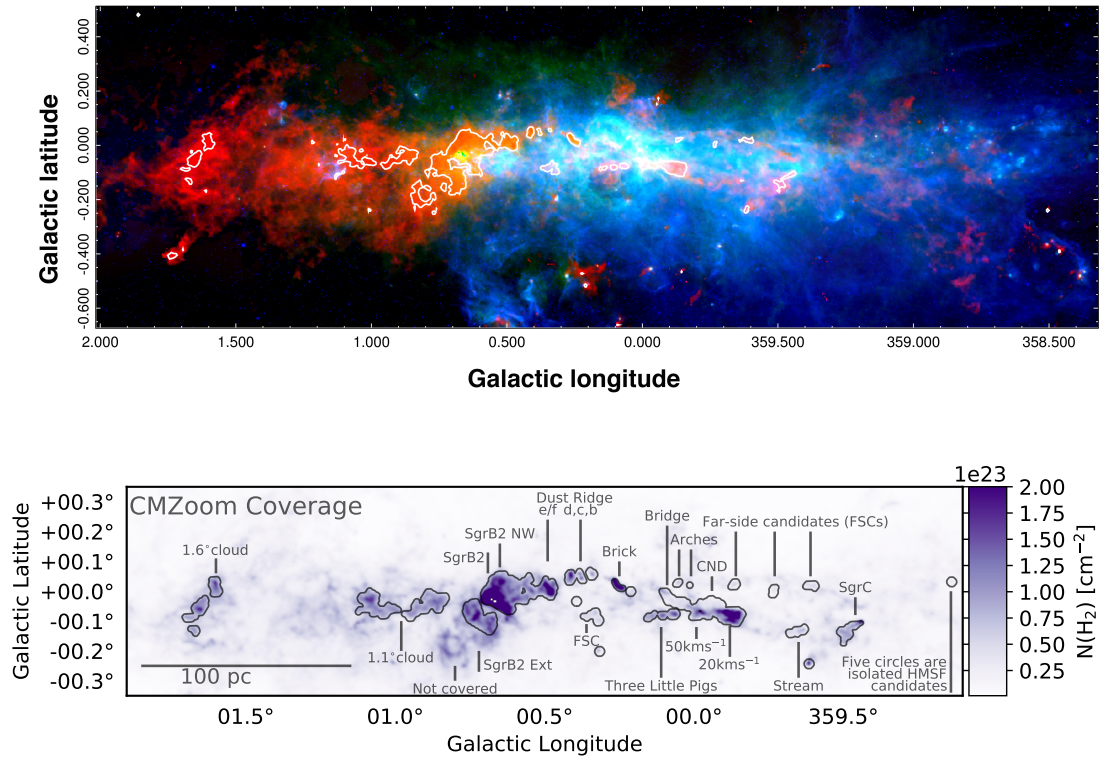 0.400
0.200
0.000
-0.200
-0.400
-0.600
Galactic latitude
2.000 1.500 1.000 0.500 0.000 359.500 359.000 358.500
Galactic longitude
1e23
CMZoom Coverage
Dust Ridge
e/f d,c,b
SgrB2 NW
SgrB2
1.6°cloud
Brick
Bridge
Arches
CND
Far-side candidates (FSCs)
SgrC
1.1°cloud
SgrB2 Ext
Not covered
100 pc
FSC
50kms⁻¹
20kms⁻¹
Three Little Pigs
Stream
Five circles are
isolated HMSF
candidates
+00.3°
+00.2°
+00.1°
+00.0°
-00.1°
-00.2°
-00.3°
Galactic Latitude
01.5° 01.0° 00.5° 00.0° 359.5°
Galactic Longitude
2.00
1.75
1.50
1.25
1.00
0.75
0.50
0.25
N(H₂) [cm⁻²]